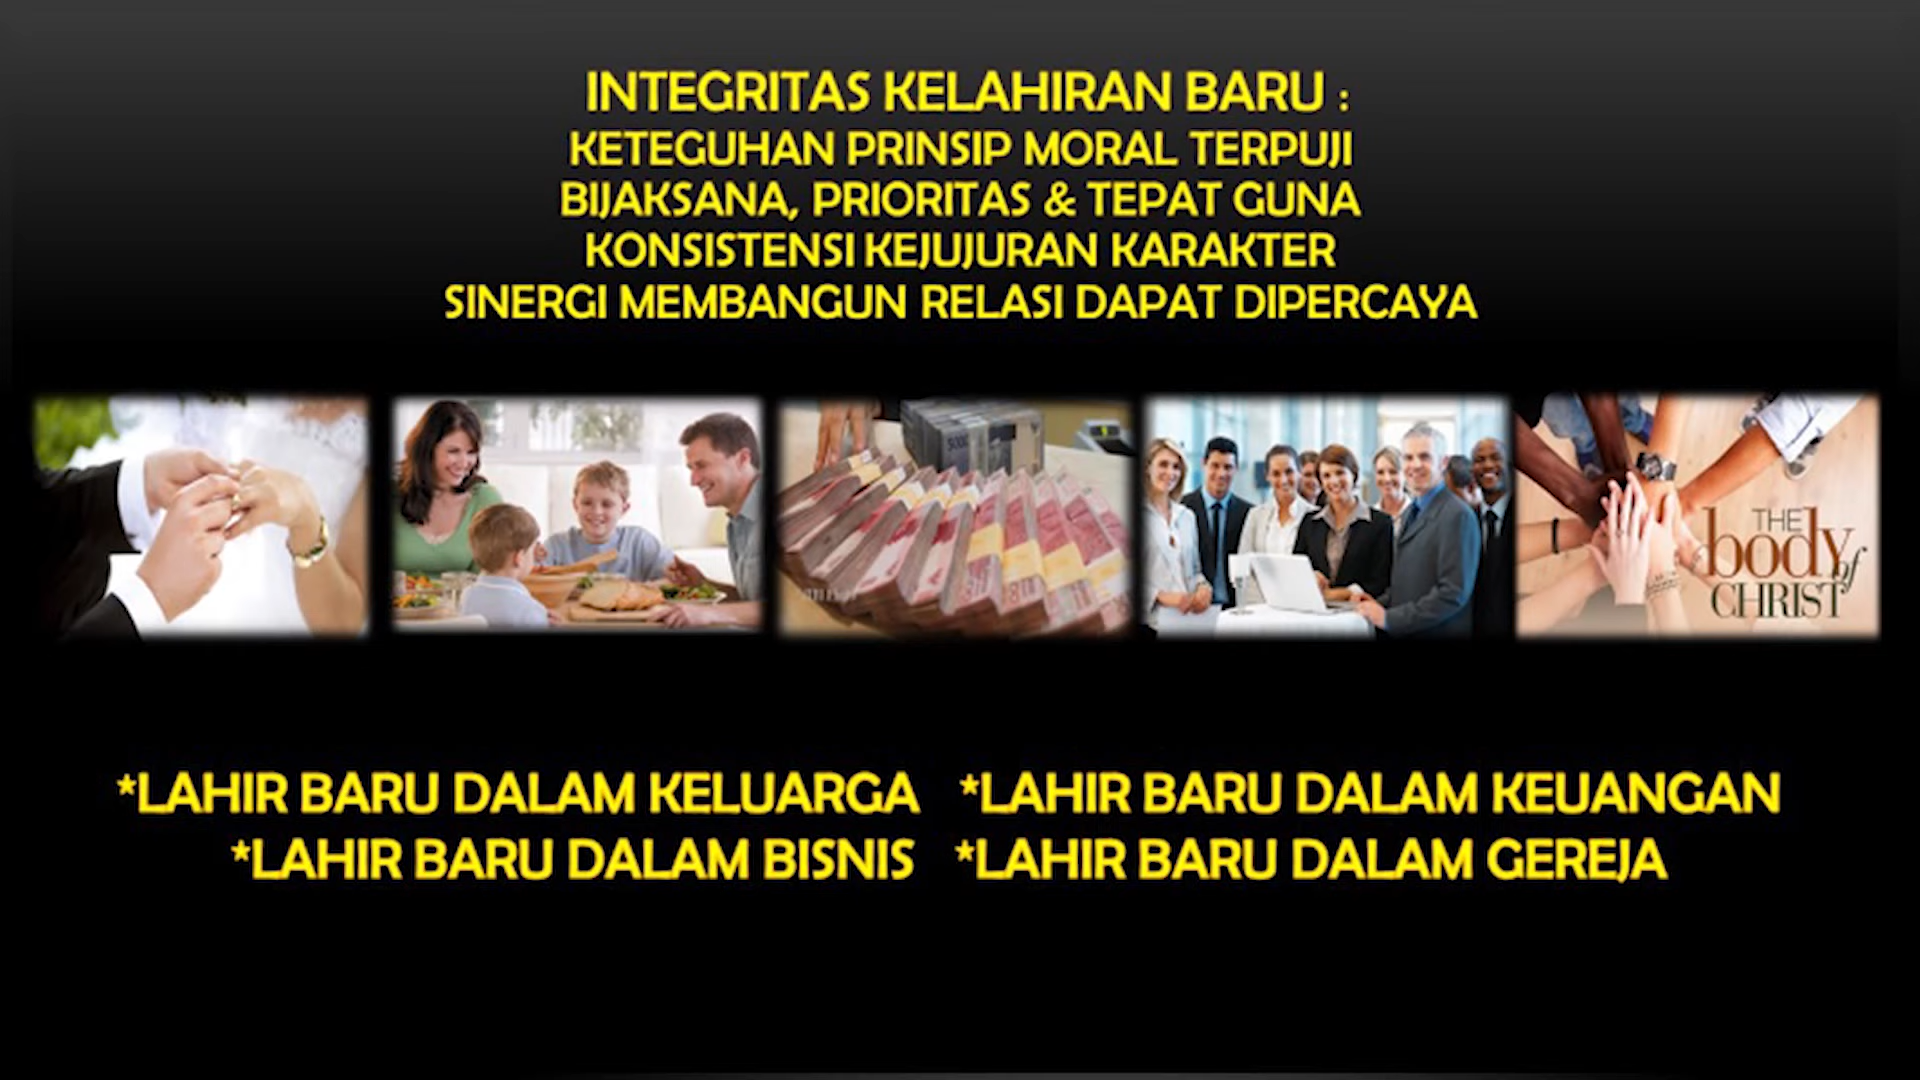 INTEGRITAS KELAHIRAN BARU :
KETEGUHAN PRINSIP MORAL TERPUJI
BIJAKSANA, PRIORITAS & TEPAT GUNA
KONSISTENSI KEJUJURAN KARAKTER
SINERGI MEMBANGUN RELASI DAPAT DIPERCAYA
THE
body
of
CHRIST
*LAHIR BARU DALAM KELUARGA *LAHIR BARU DALAM KEUANGAN
*LAHIR BARU DALAM BISNIS *LAHIR BARU DALAM GEREJA